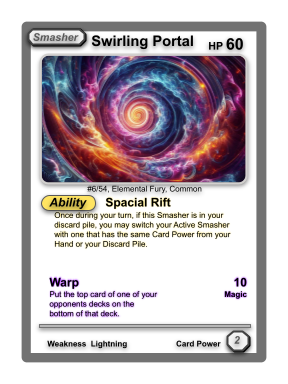 Smasher Swirling Portal HP 60
#6/54, Elemental Fury, Common
Ability Spacial Rift
Once during your turn, if this Smasher is in your
discard pile, you may switch your Active Smasher
with one that has the same Card Power from your
Hand or your Discard Pile.
Warp 10
Put the top card of one of your Magic
opponents decks on the
bottom of that deck.
Weakness Lightning Card Power 2